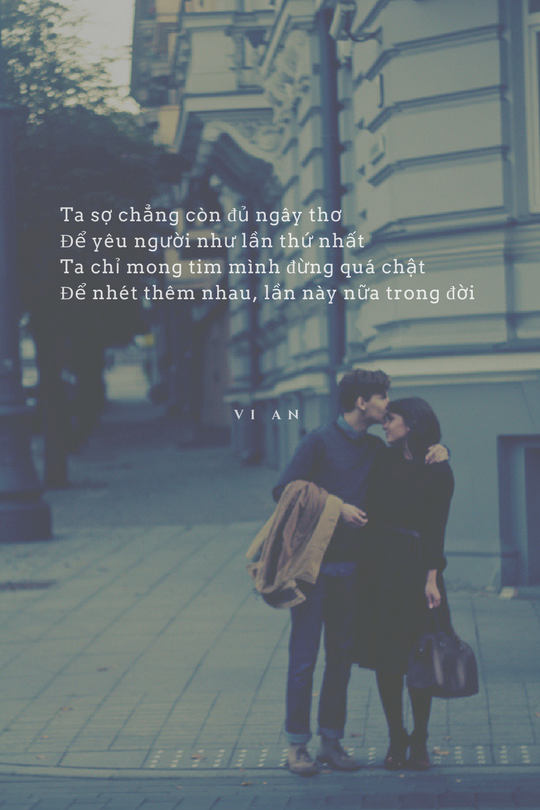 Ta sợ chẳng còn đủ ngây thơ
Để yêu người như lần thứ nhất
Ta chỉ mong tim mình đừng quá chật
Để nhét thêm nhau, lần này nữa trong đời
VI AN